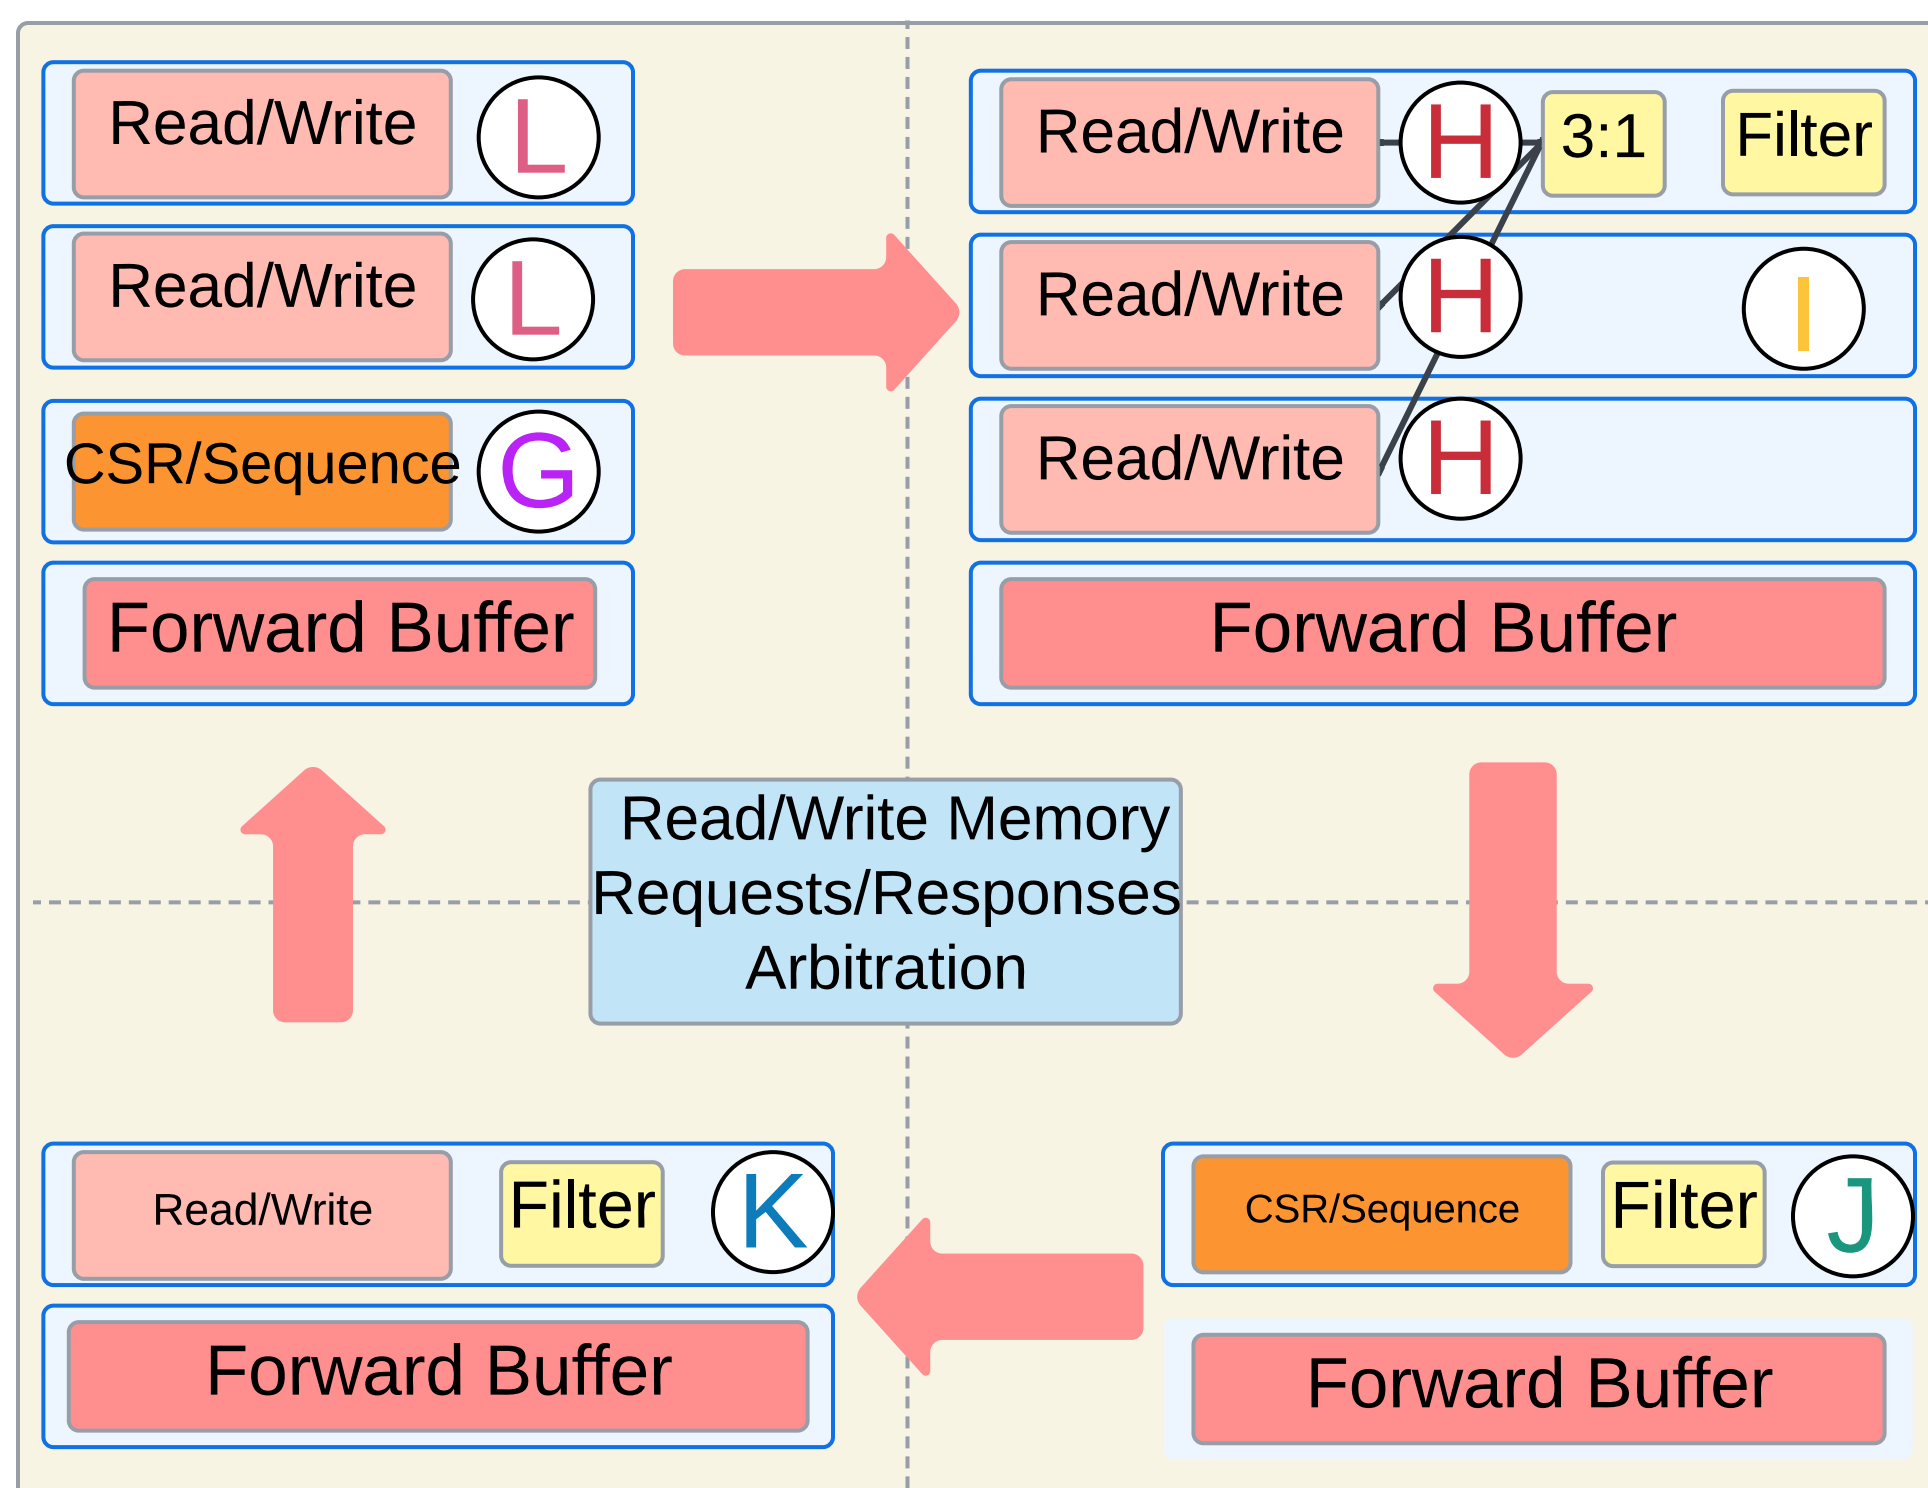 Read/Write L
Read/Write L
CSR/Sequence G
Forward Buffer
Read/Write H 3:1 Filter
Read/Write H I
Read/Write H
Forward Buffer
Read/Write Memory
Requests/Responses
Arbitration
Read/Write Filter K
Forward Buffer
CSR/Sequence Filter J
Forward Buffer